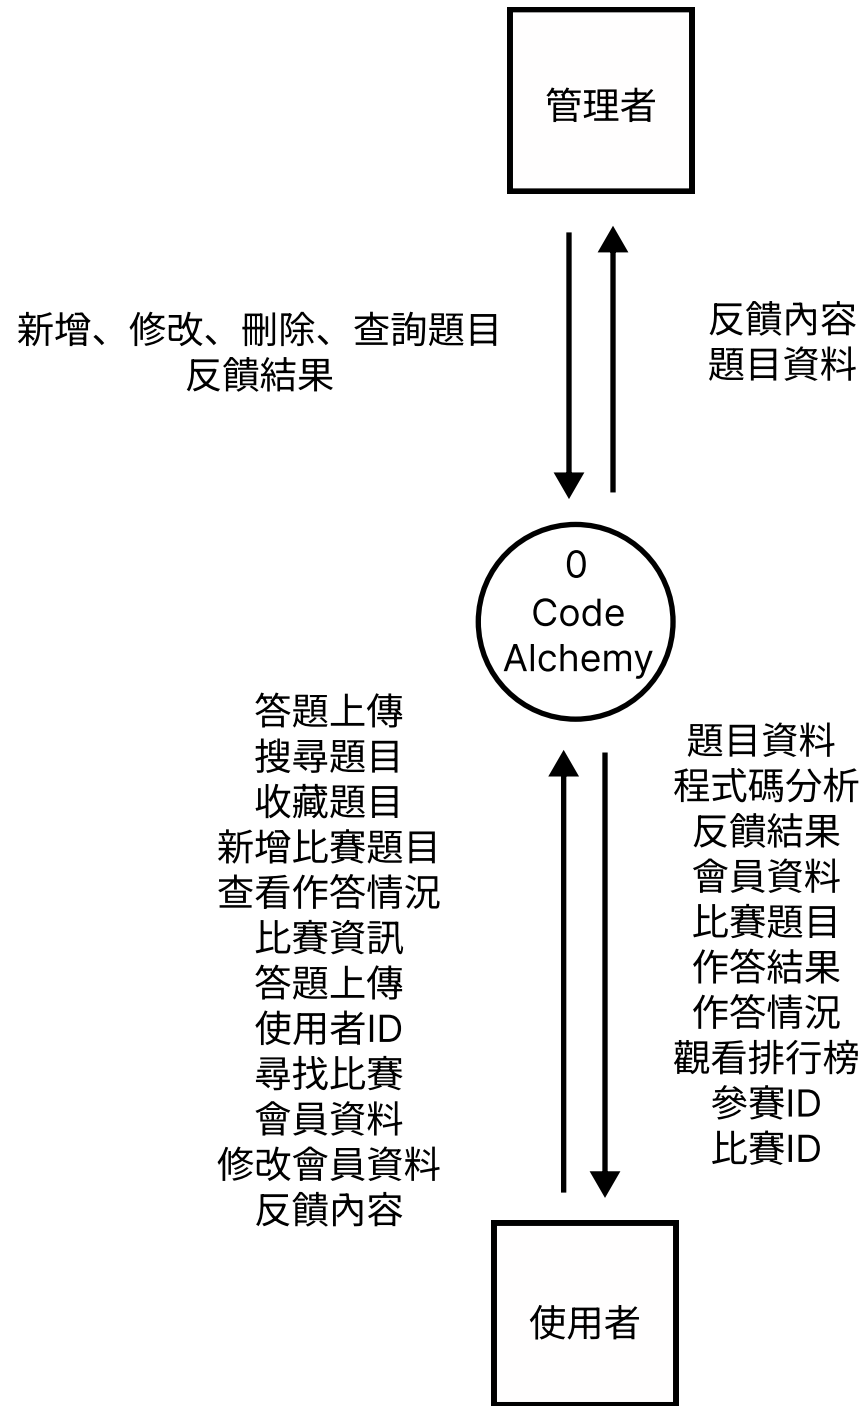 管理者
新增、修改、刪除、查詢題目
反饋結果
反饋內容
題目資料
0
Code
Alchemy
答題上傳
搜尋題目
收藏題目
新增比賽題目
查看作答情況
比賽資訊
答題上傳
使用者ID
尋找比賽
會員資料
修改會員資料
反饋內容
題目資料
程式碼分析
反饋結果
會員資料
比賽題目
作答結果
作答情況
觀看排行榜
參賽ID
比賽ID
使用者